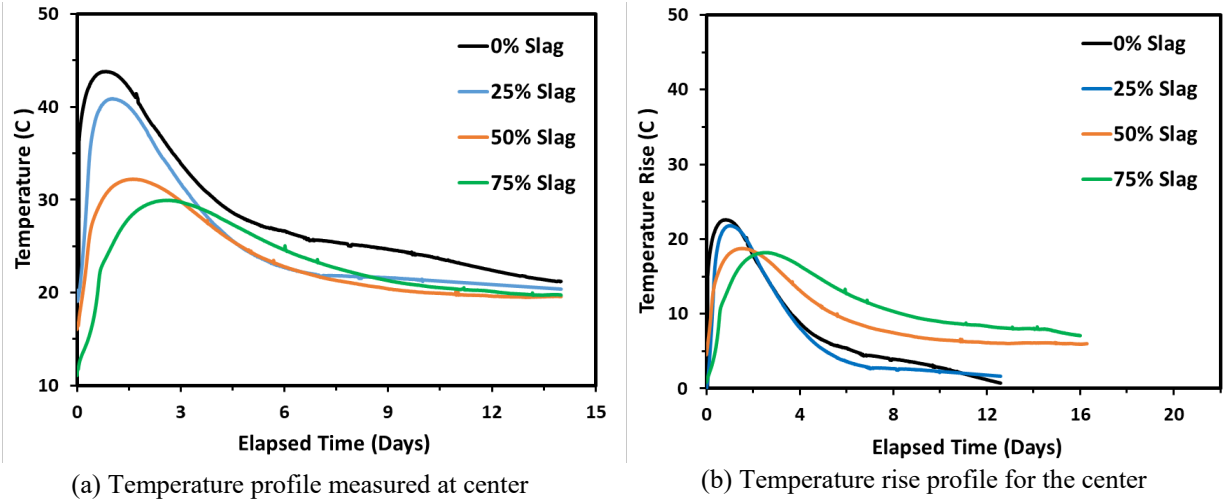 50
40
30
20
10
0
3
6
9
12
15
Temperature (C )
Elapsed Time (Days)
0% Slag
25% Slag
50% Slag
75% Slag
(a) Temperature profile measured at center
50
40
30
20
10
0
0
4
8
12
16
20
Temperature Rise (C )
Elapsed Time (Days)
0% Slag
25% Slag
50% Slag
75% Slag
(b) Temperature rise profile for the center